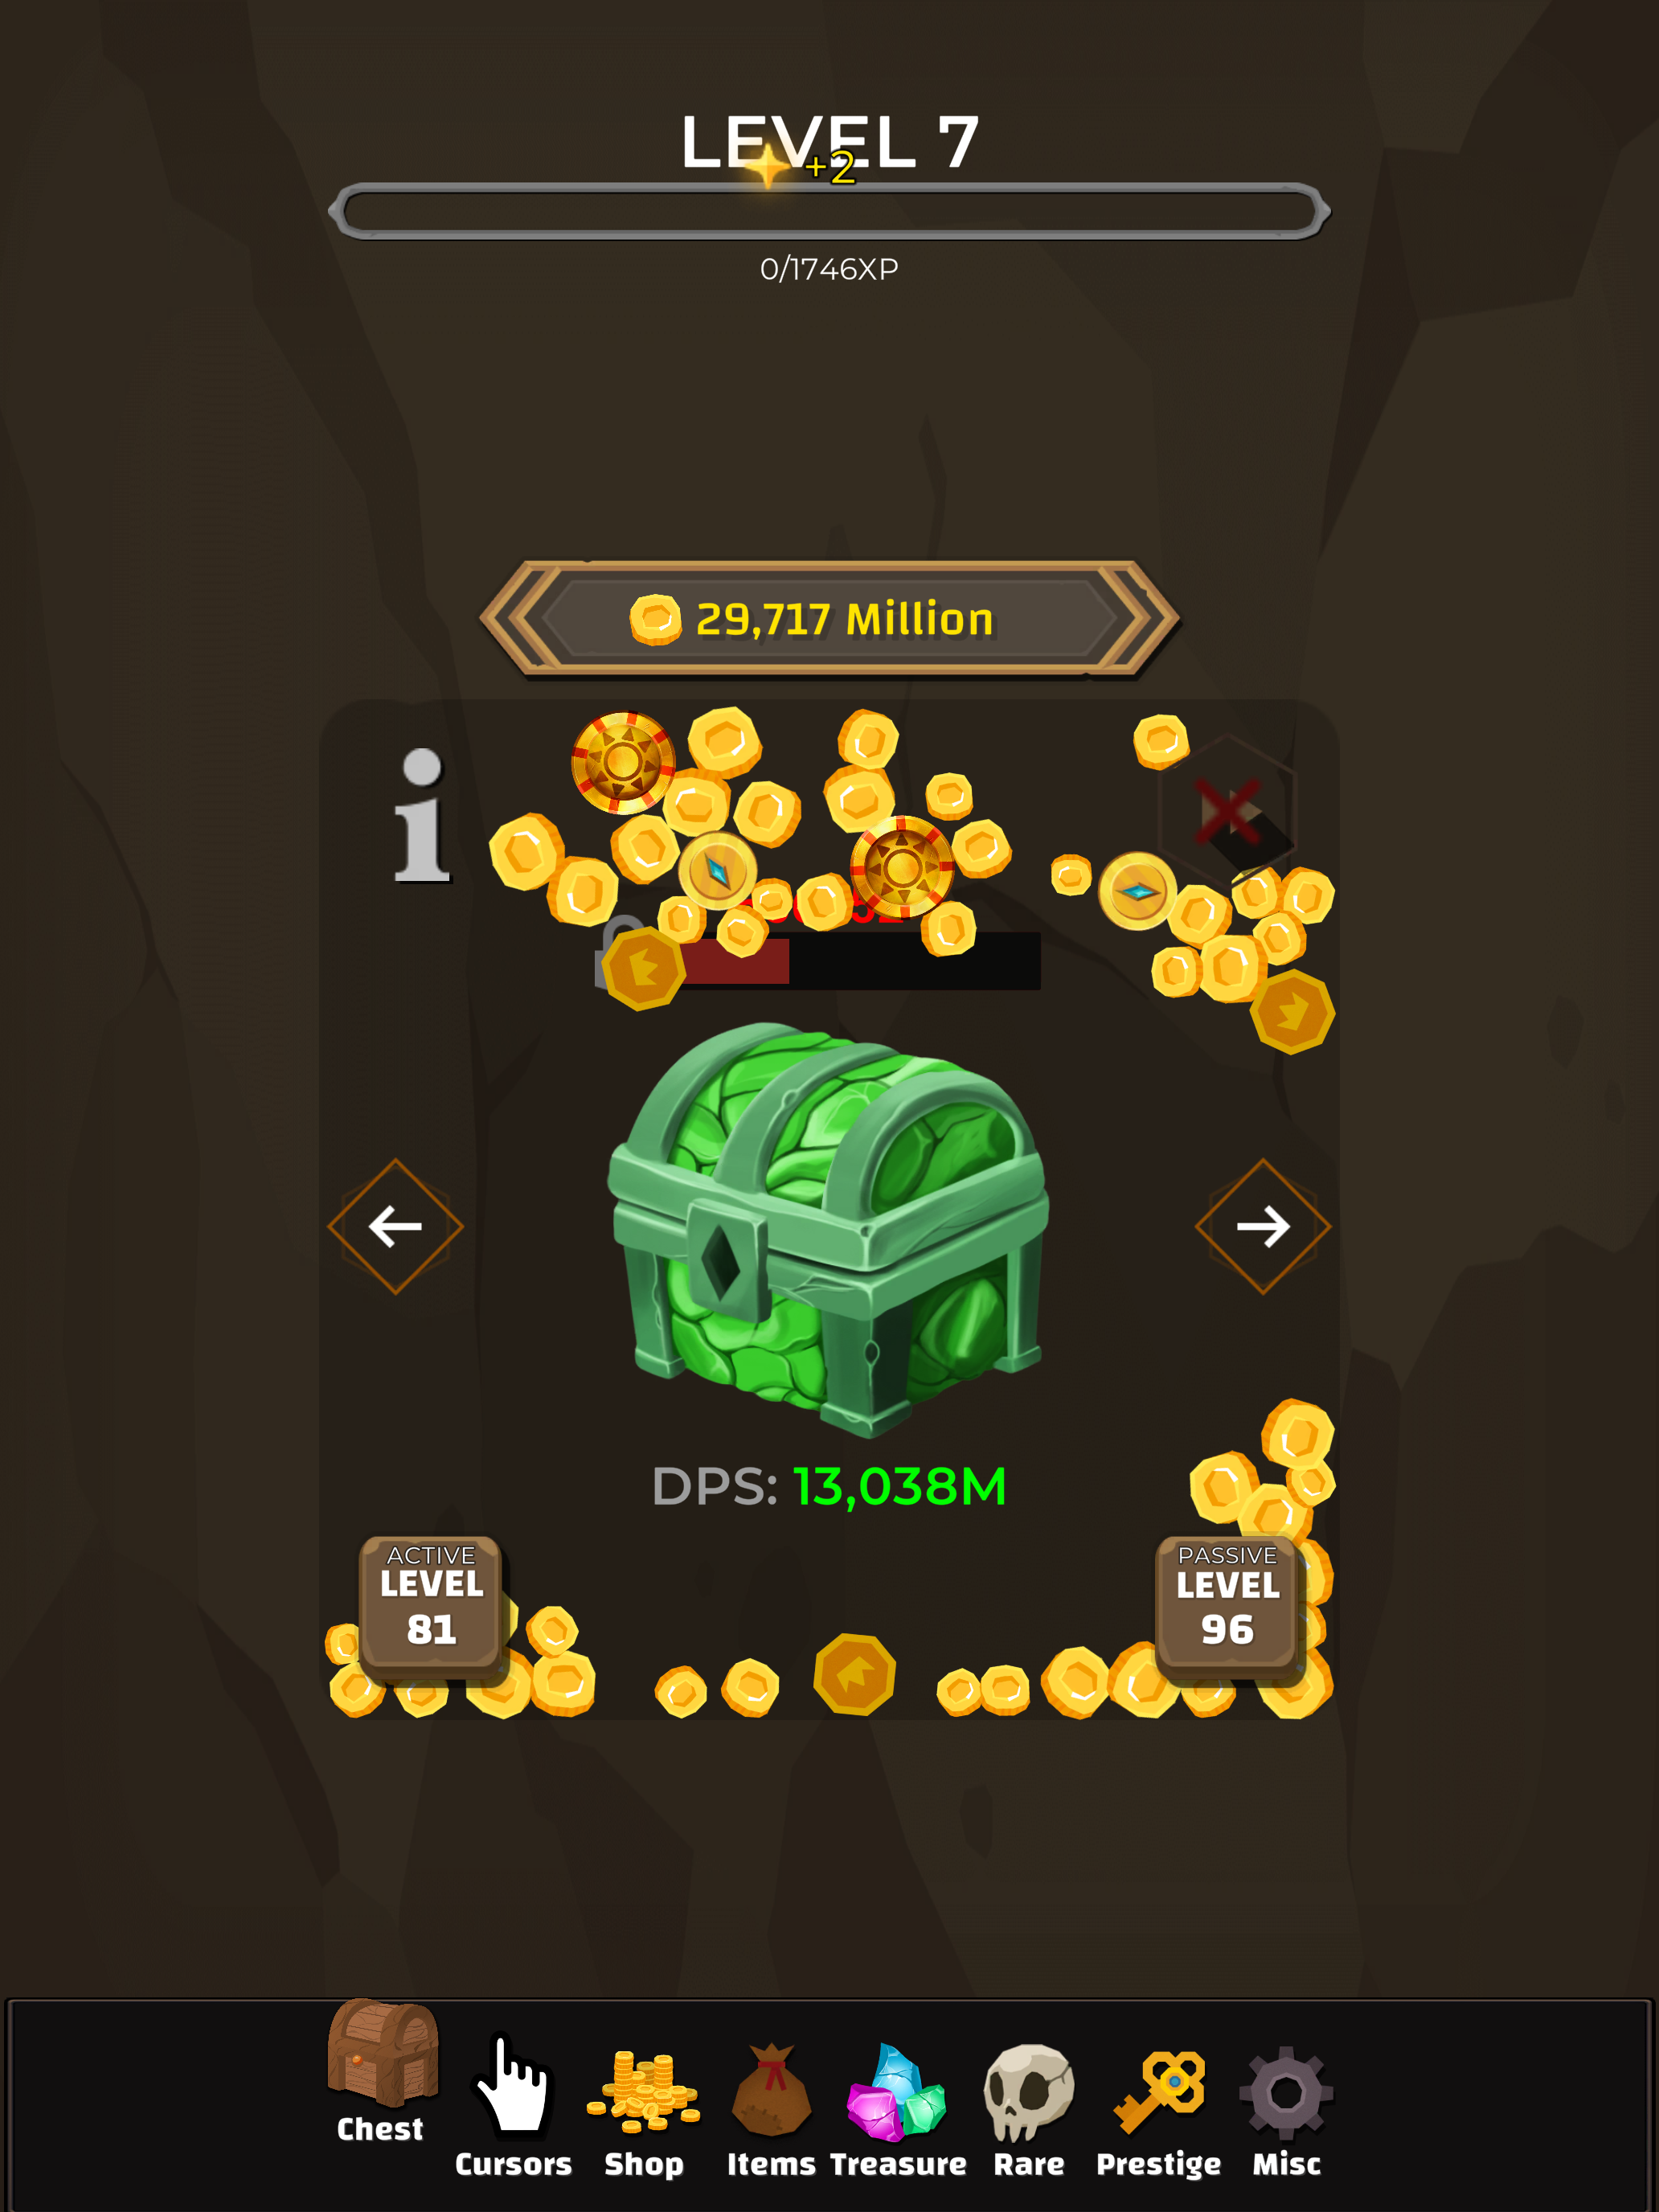 LEVEL 7
+2
0/1746XP
29,717 Million
DPS: 13,038M
ACTIVE
LEVEL
81
PASSIVE
LEVEL
96
Chest
Cursors
Shop
Items
Treasure
Rare
Prestige
Misc